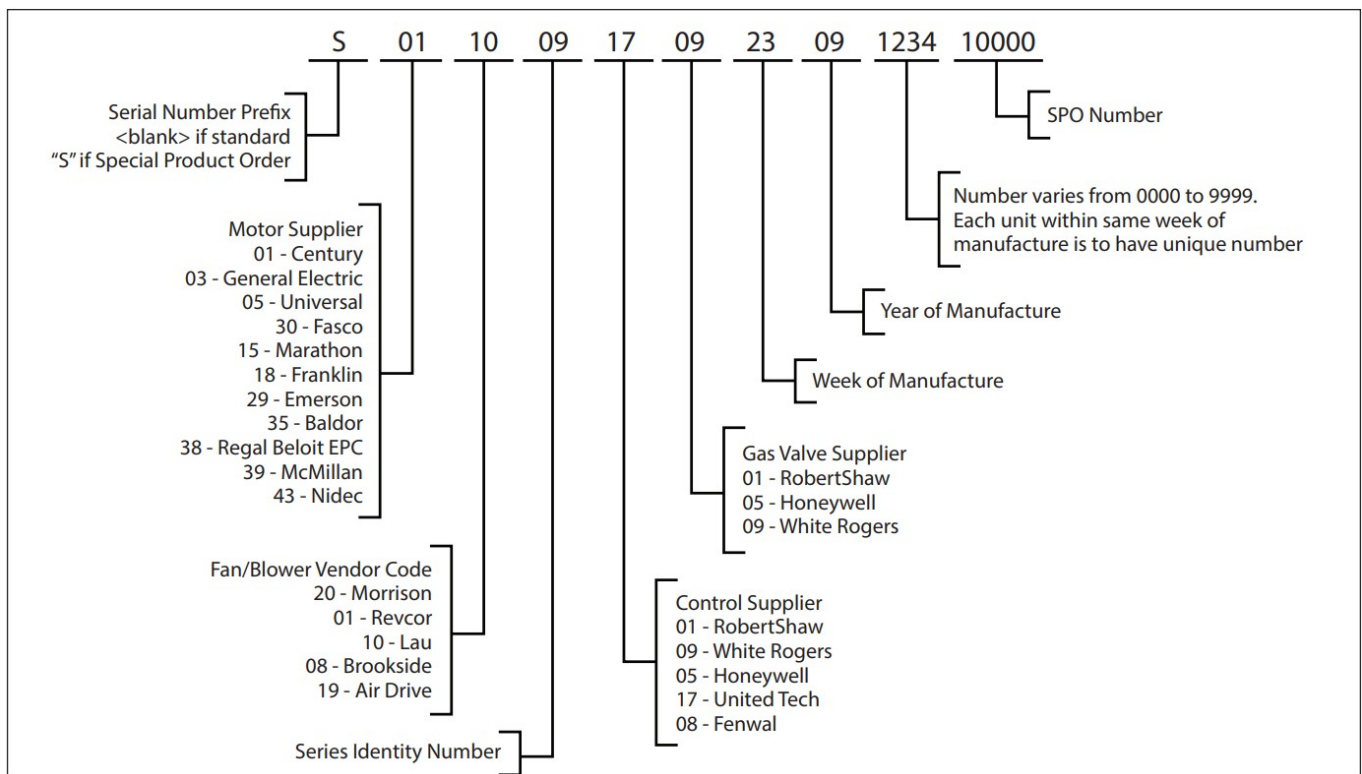 S 01 10 09 17 09 23 09 1234 10000
Serial Number Prefix
<blank> if standard
“S” if Special Product Order
Motor Supplier
01 - Century
03 - General Electric
05 - Universal
30 - Fasco
15 - Marathon
18 - Franklin
29 - Emerson
35 - Baldor
38 - Regal Beloit EPC
39 - McMillan
43 - Nidec
Fan/Blower Vendor Code
20 - Morrison
01 - Revcor
10 - Lau
08 - Brookside
19 - Air Drive
Series Identity Number
SPO Number
Number varies from 0000 to 9999.
Each unit within same week of
manufacture is to have unique number
Year of Manufacture
Week of Manufacture
Gas Valve Supplier
01 - RobertShaw
05 - Honeywell
09 - White Rogers
Control Supplier
01 - RobertShaw
09 - White Rogers
05 - Honeywell
17 - United Tech
08 - Fenwal